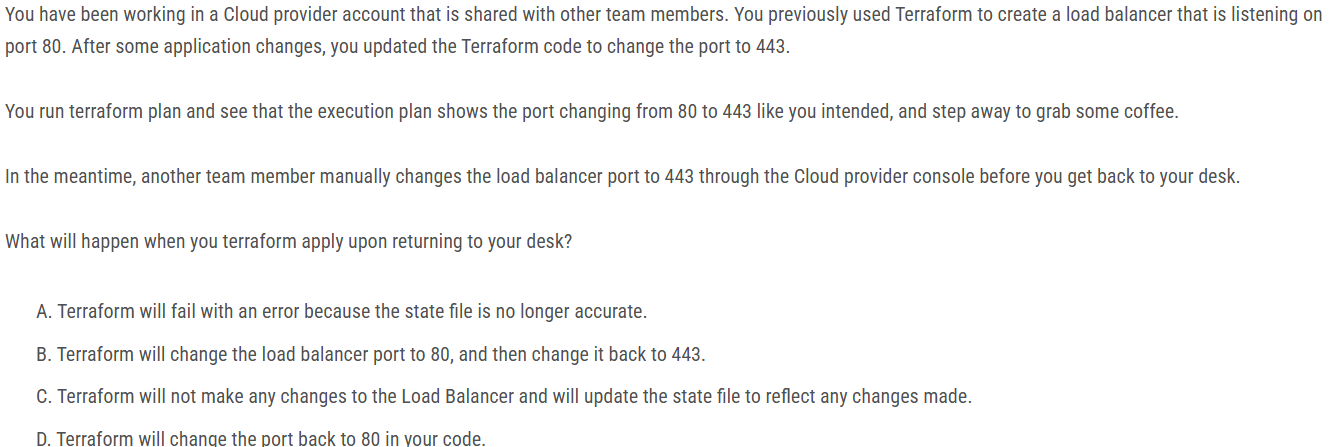 You have been working in a Cloud provider account that is shared with other team members. You previously used Terraform to create a load balancer that is listening on
port 80. After some application changes, you updated the Terraform code to change the port to 443.
You run terraform plan and see that the execution plan shows the port changing from 80 to 443 like you intended, and step away to grab some coffee.
In the meantime, another team member manually changes the load balancer port to 443 through the Cloud provider console before you get back to your desk.
What will happen when you terraform apply upon returning to your desk?
A. Terraform will fail with an error because the state file is no longer accurate.
B. Terraform will change the load balancer port to 80, and then change it back to 443.
C. Terraform will not make any changes to the Load Balancer and will update the state file to reflect any changes made.
D. Terraform will change the port back to 80 in your code.